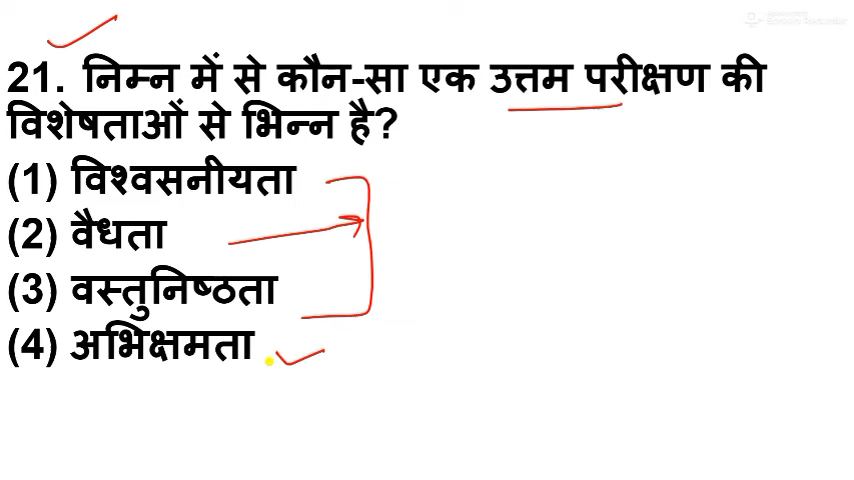 21. निम्न में से कौन-सा एक उत्तम परीक्षण की
विशेषताओं से भिन्न है?
(1) विश्वसनीयता
(2) वैधता
(3) वस्तुनिष्ठता
(4) अभिक्षमता